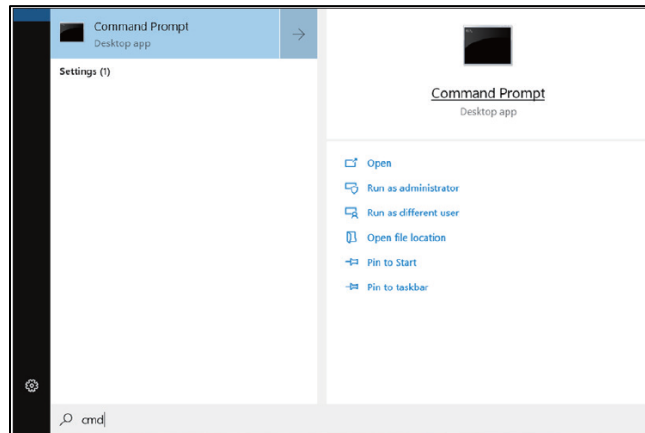 Command Prompt
Desktop app
Settings (1)
Command Prompt
Desktop app
Open
Run as administrator
Run as different user
Open file location
Pin to Start
Pin to taskbar
cmd